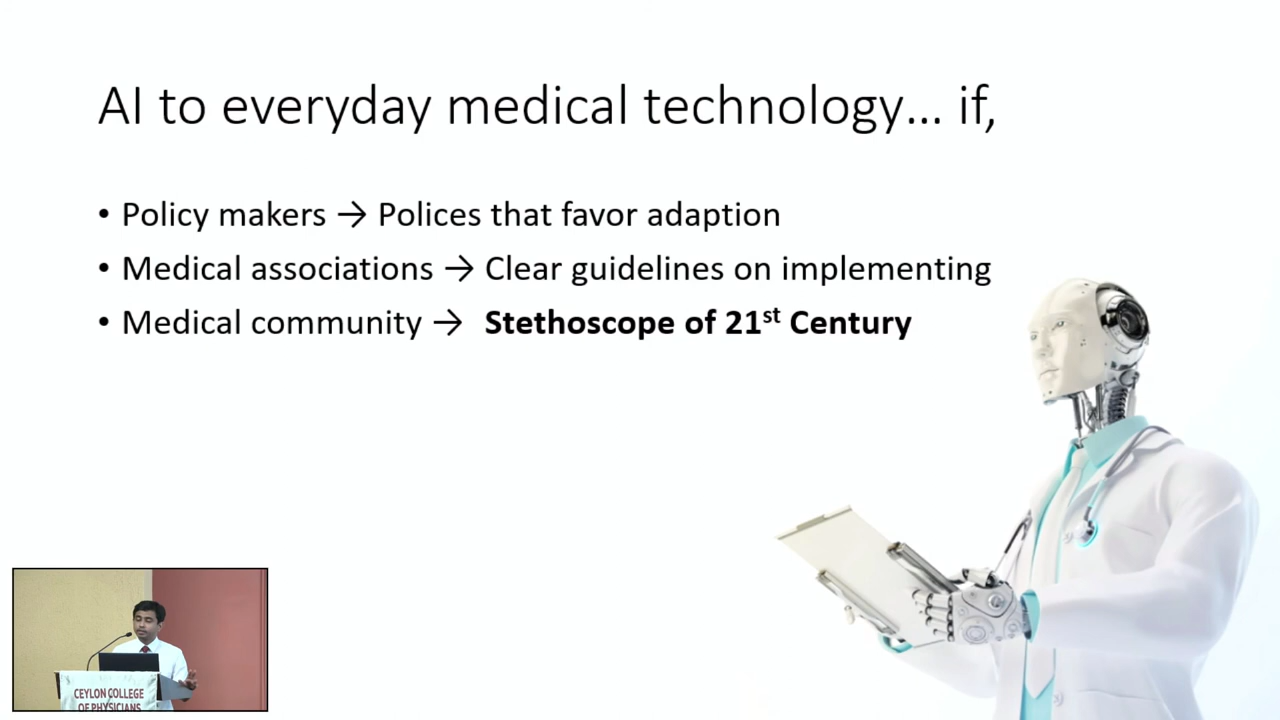 AI to everyday medical technology... if,
• Policy makers → Polices that favor adaption
• Medical associations → Clear guidelines on implementing
• Medical community → Stethoscope of 21st Century
CEYLON COLLEGE
OF PHYSICIANS